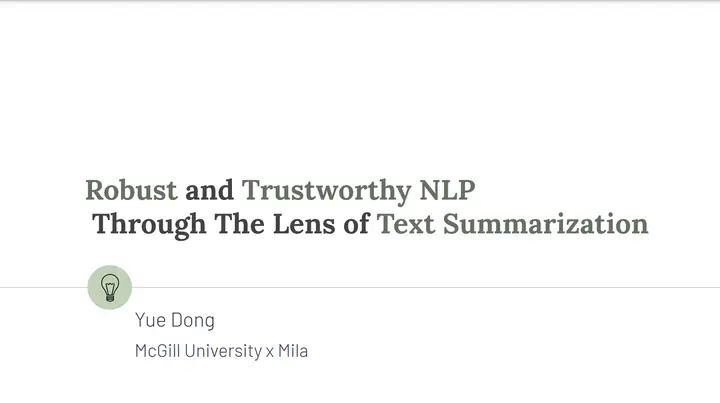 Robust and Trustworthy NLP
Through The Lens of Text Summarization
Yue Dong
McGill University x Mila